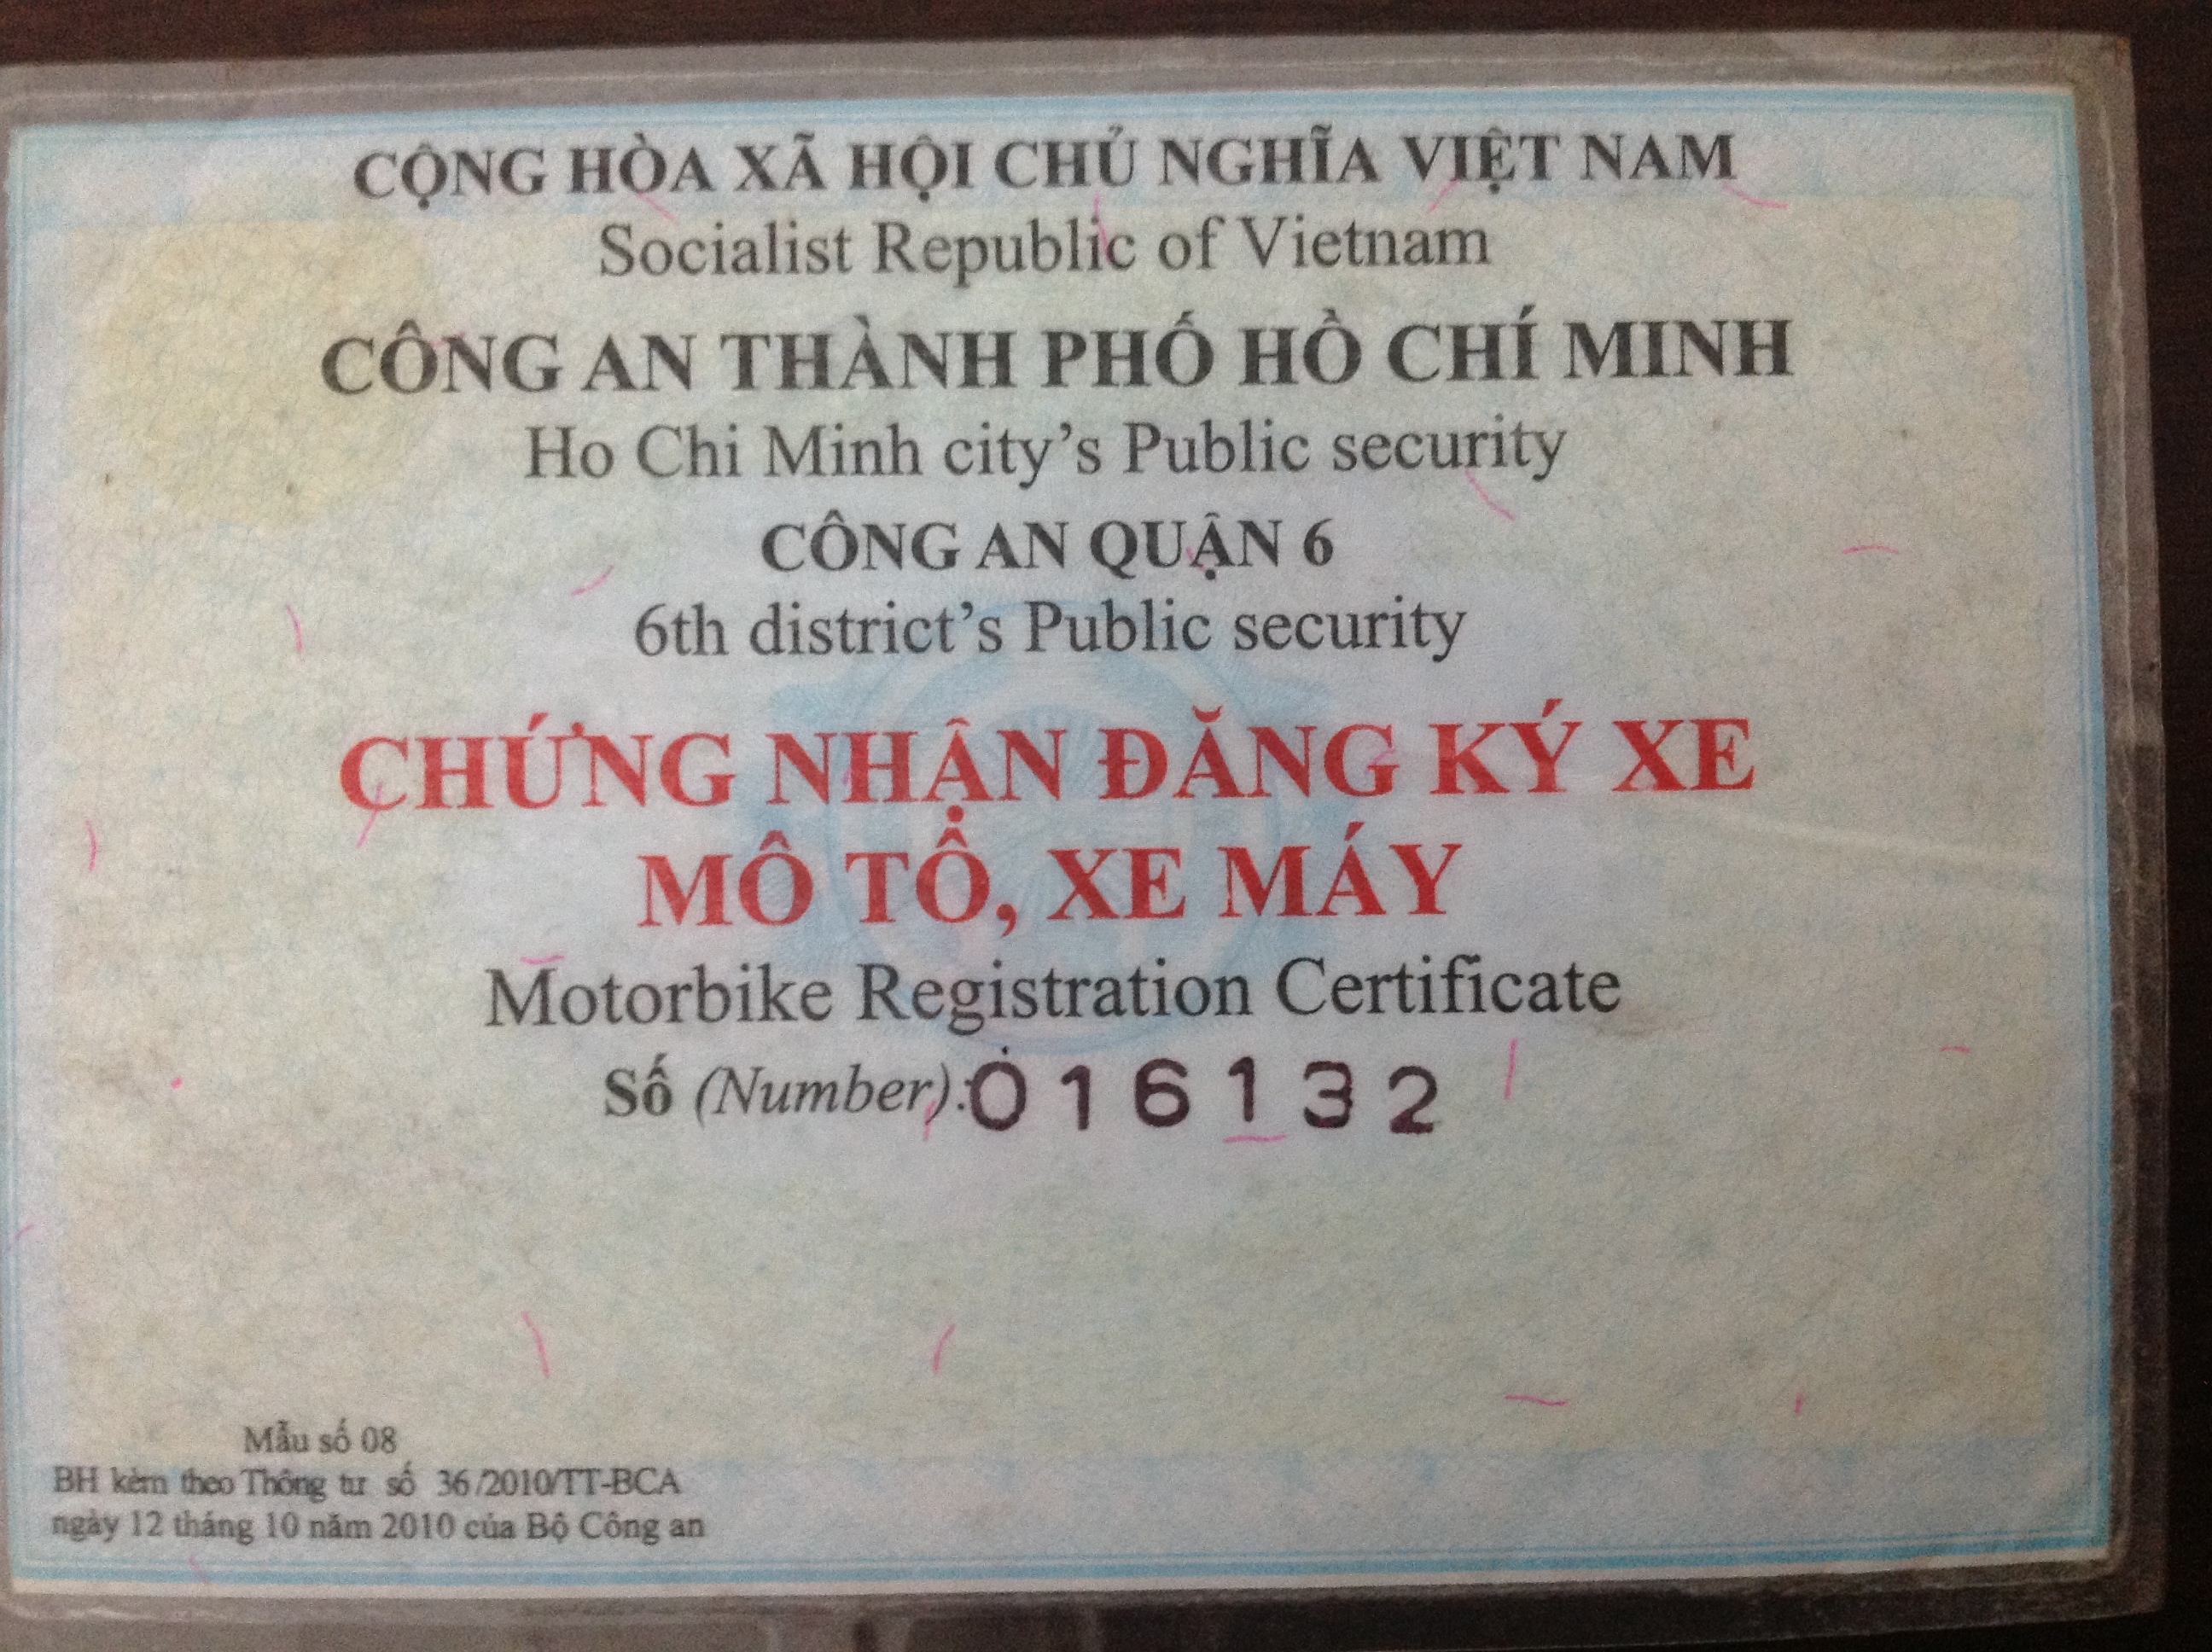 CỘNG HÒA XÃ HỘI CHỦ NGHĨA VIỆT NAM
Socialist Republic of Vietnam
CÔNG AN THÀNH PHỐ HỒ CHÍ MINH
Ho Chi Minh city’s Public security
CÔNG AN QUẬN 6
6th district’s Public security
CHỨNG NHẬN ĐĂNG KÝ XE
MÔ TÔ, XE MÁY
Motorbike Registration Certificate
Số (Number): 016132
Mẫu số 08
BH kèm theo Thông tư số 36/2010/TT-BCA
ngày 12 tháng 10 năm 2010 của Bộ Công an